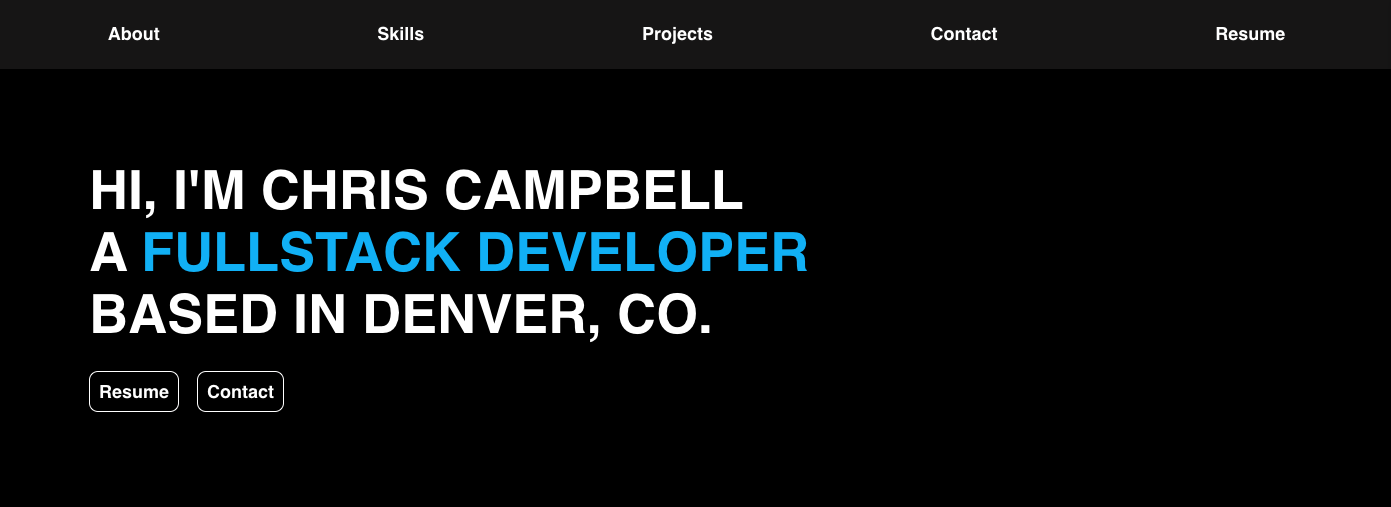 About Skills Projects Contact Resume
HI, I'M CHRIS CAMPBELL
A FULLSTACK DEVELOPER
BASED IN DENVER, CO.
Resume Contact